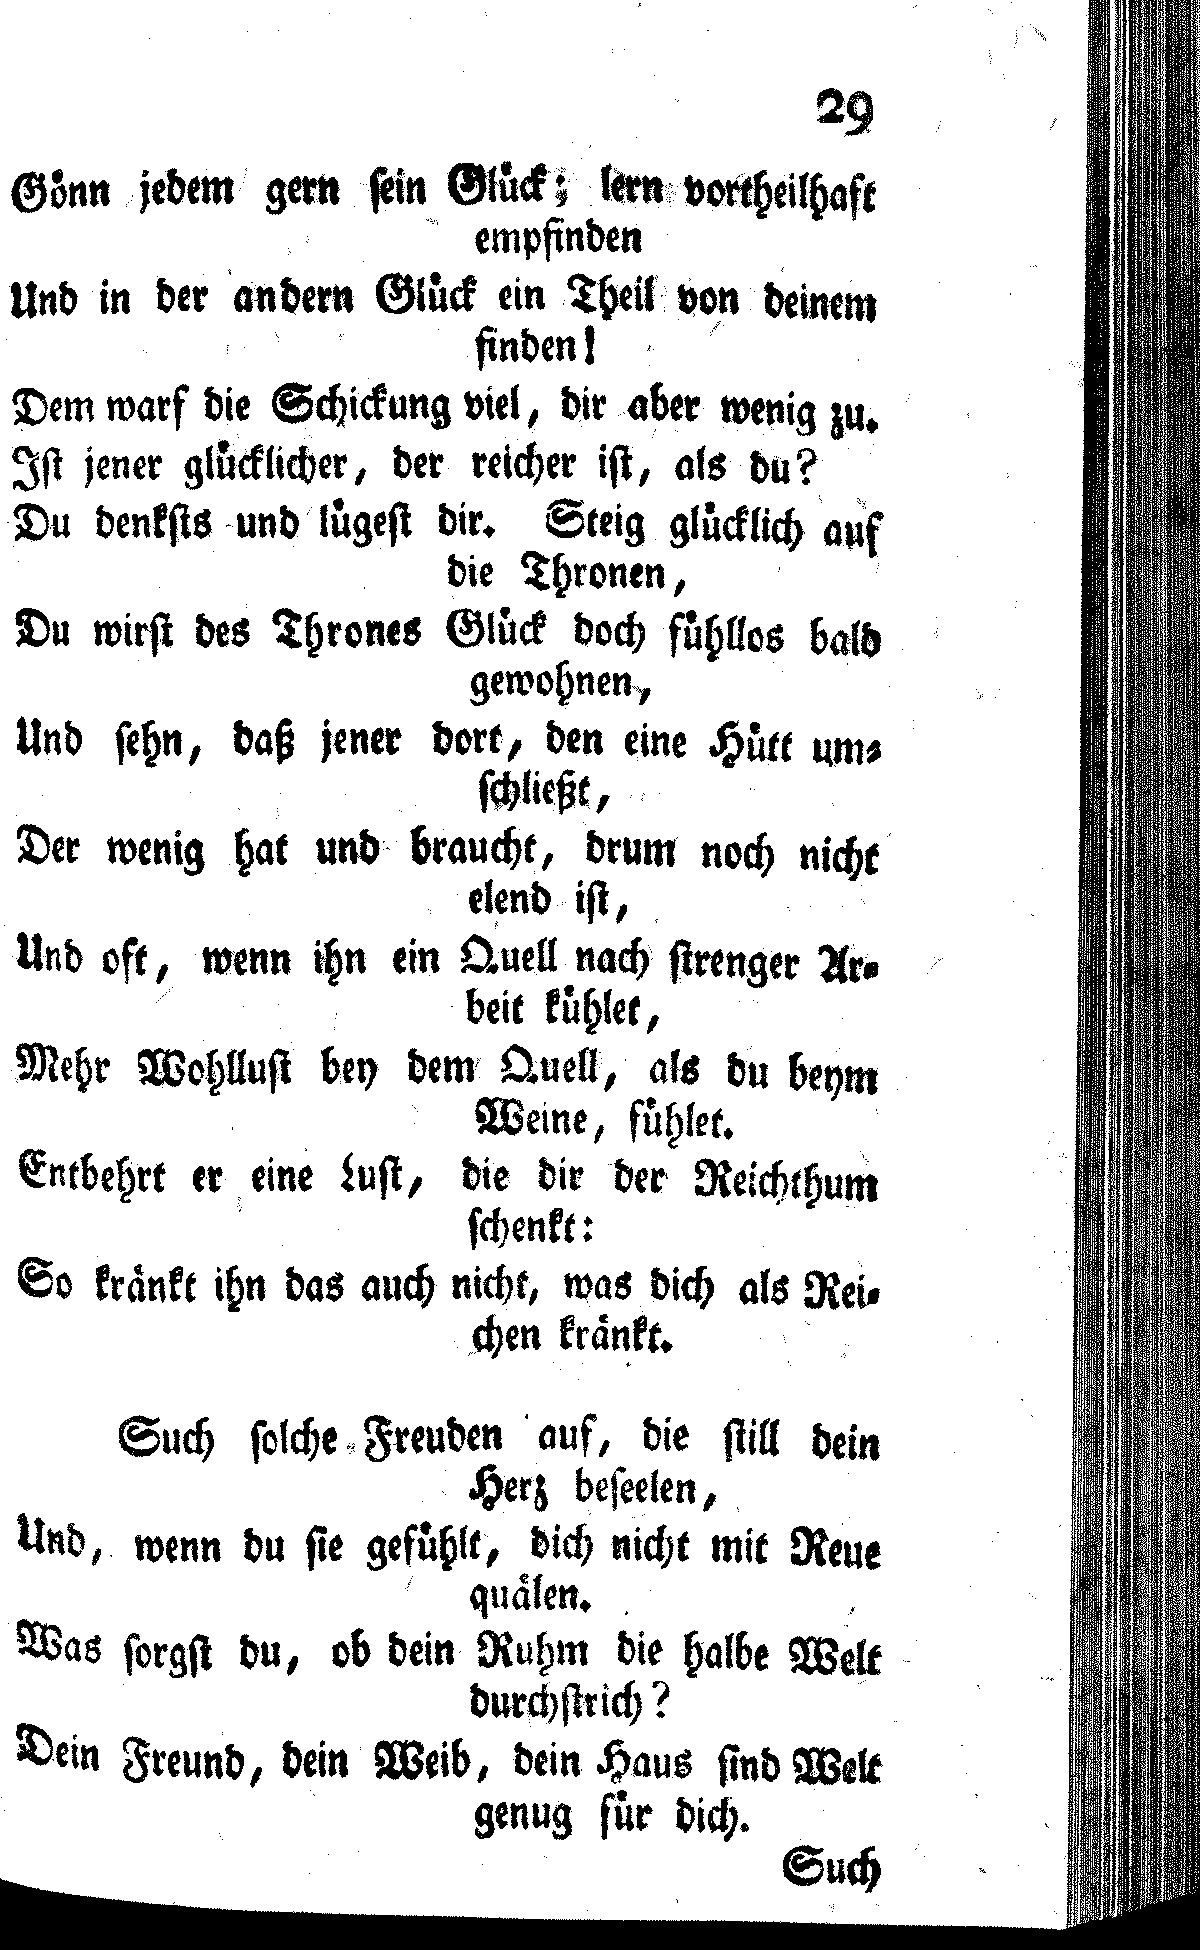 29
Gönn jedem gern sein Glück; lern vortheilhaft
empfinden
Und in der andern Glück ein Theil von deinem
finden!
Dem warf die Schickung viel, dir aber wenig zu.
Ist jener glücklicher, der reicher ist, als du?
Du denksts und lügest dir. Steig glücklich auf
die Thronen,
Du wirst des Thrones Glück doch fühllos bald
gewohnen,
Und sehn, daß jener dort, den eine Hütt um-
schließt,
Der wenig hat und braucht, drum noch nicht
elend ist,
Und oft, wenn ihn ein Quell nach strenger Ar-
beit kühlet,
Mehr Wohllust bey dem Quell, als du beym
Weine, fühlet.
Entbehrt er eine Lust, die dir der Reichthum
schenkt:
So kränkt ihn das auch nicht, was dich als Rei-
chen kränkt.
Such solche Freuden auf, die still dein
Herz beseelen,
Und, wenn du sie gefühlt, dich nicht mit Reue
quälen.
Was sorgst du, ob dein Ruhm die halbe Welt
durchstrich?
Dein Freund, dein Weib, dein Haus sind Welt
genug für dich.
Such